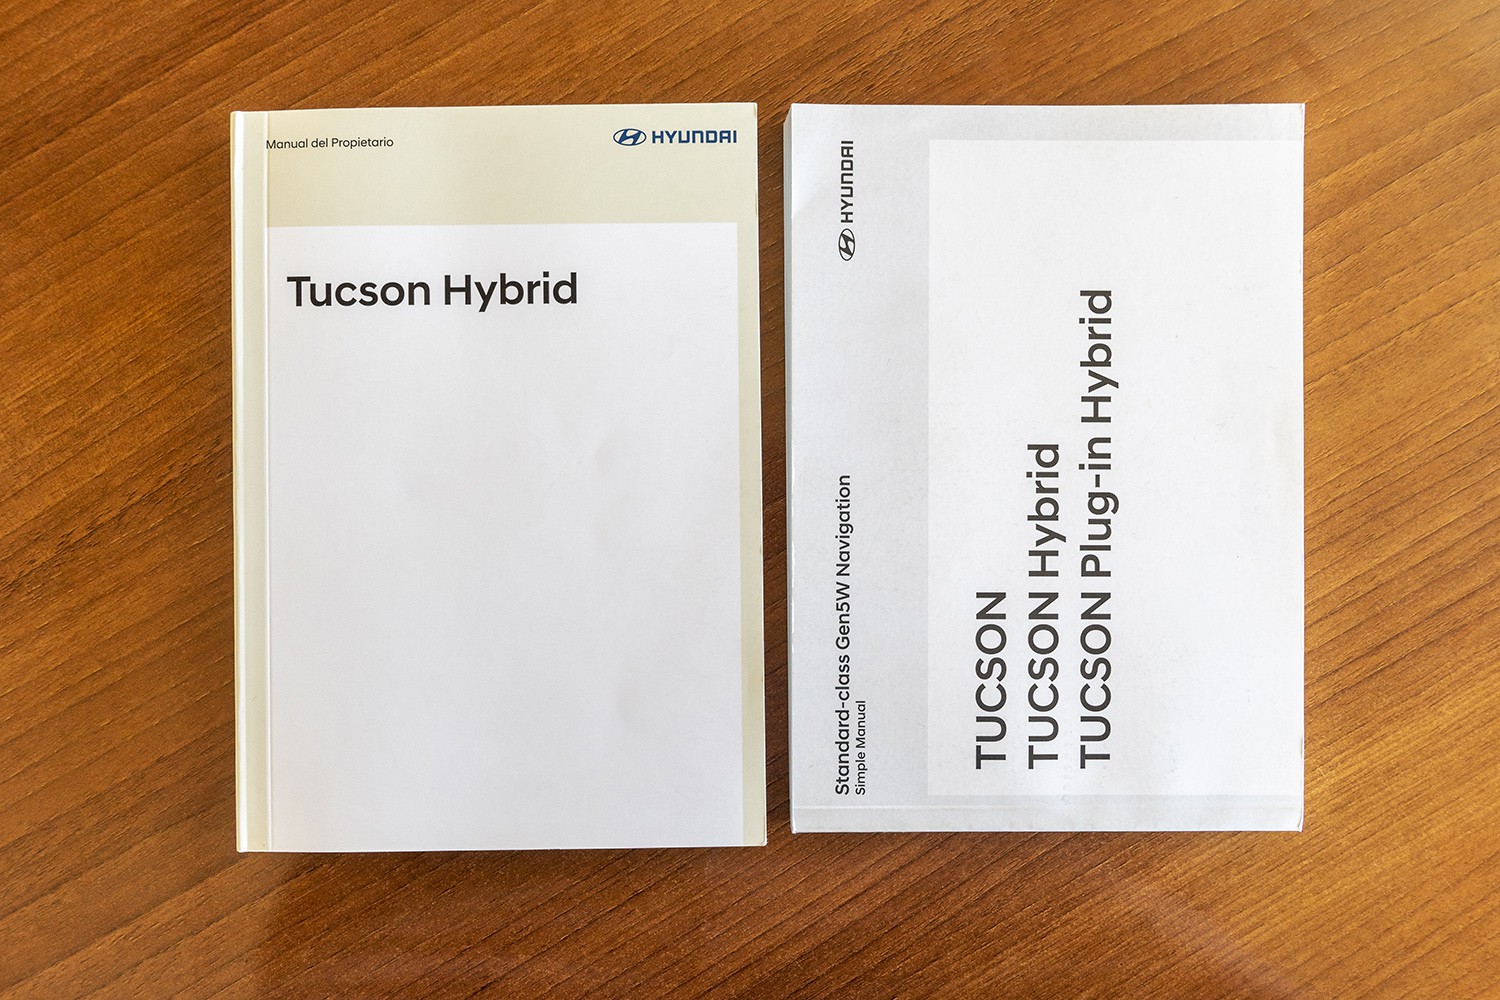 Manual del Propietario
HYUNDAI
Tucson Hybrid
HYUNDAI
Standard-class Gen5W Navigation
Simple Manual
TUCSON
TUCSON Hybrid
TUCSON Plug-in Hybrid